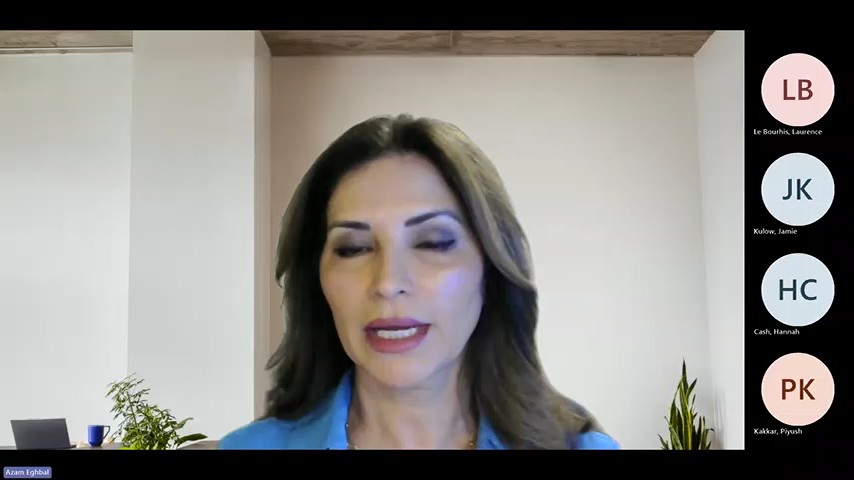 LB
Le Bourhis, Laurence
JK
Kulow, Jamie
HC
Cash, Hannah
PK
Kakkar, Piyush
Azam Eghbal